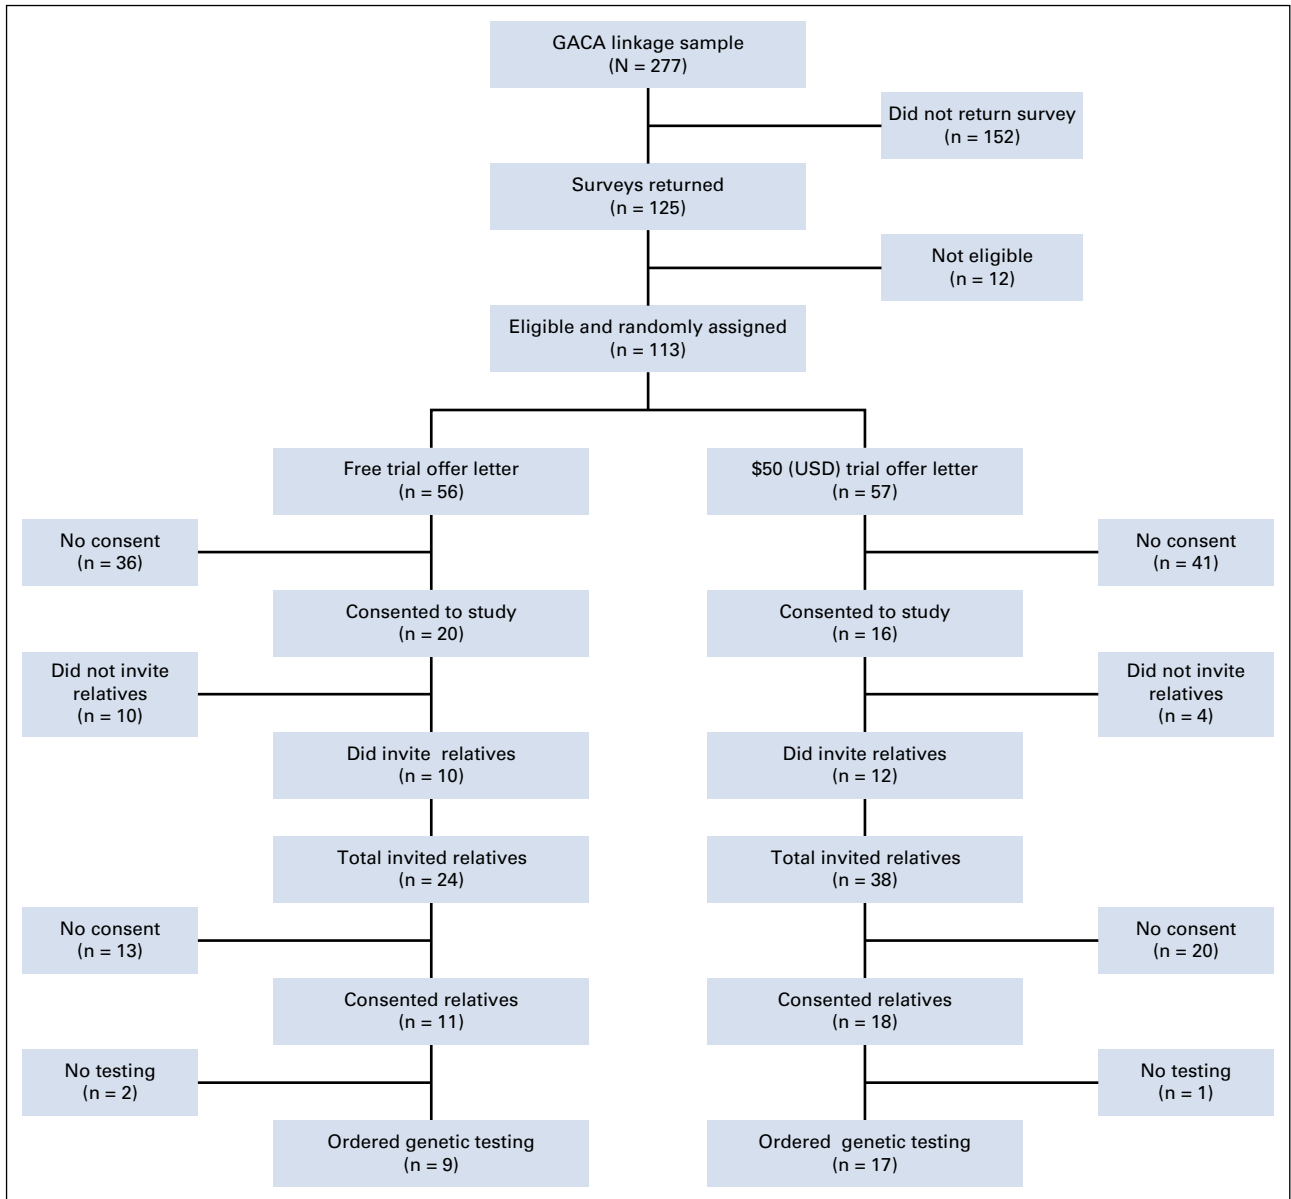 GACA linkage sample
(N = 277)
Did not return survey
(n = 152)
Surveys returned
(n = 125)
Not eligible
(n = 12)
Eligible and randomly assigned
(n = 113)
Free trial offer letter
(n = 56)
$50 (USD) trial offer letter
(n = 57)
No consent
(n = 36)
No consent
(n = 41)
Consented to study
(n = 20)
Consented to study
(n = 16)
Did not invite
relatives
(n = 10)
Did not invite
relatives
(n = 4)
Did invite relatives
(n = 10)
Did invite relatives
(n = 12)
Total invited relatives
(n = 24)
Total invited relatives
(n = 38)
No consent
(n = 13)
No consent
(n = 20)
Consented relatives
(n = 11)
Consented relatives
(n = 18)
No testing
(n = 2)
No testing
(n = 1)
Ordered genetic testing
(n = 9)
Ordered genetic testing
(n = 17)